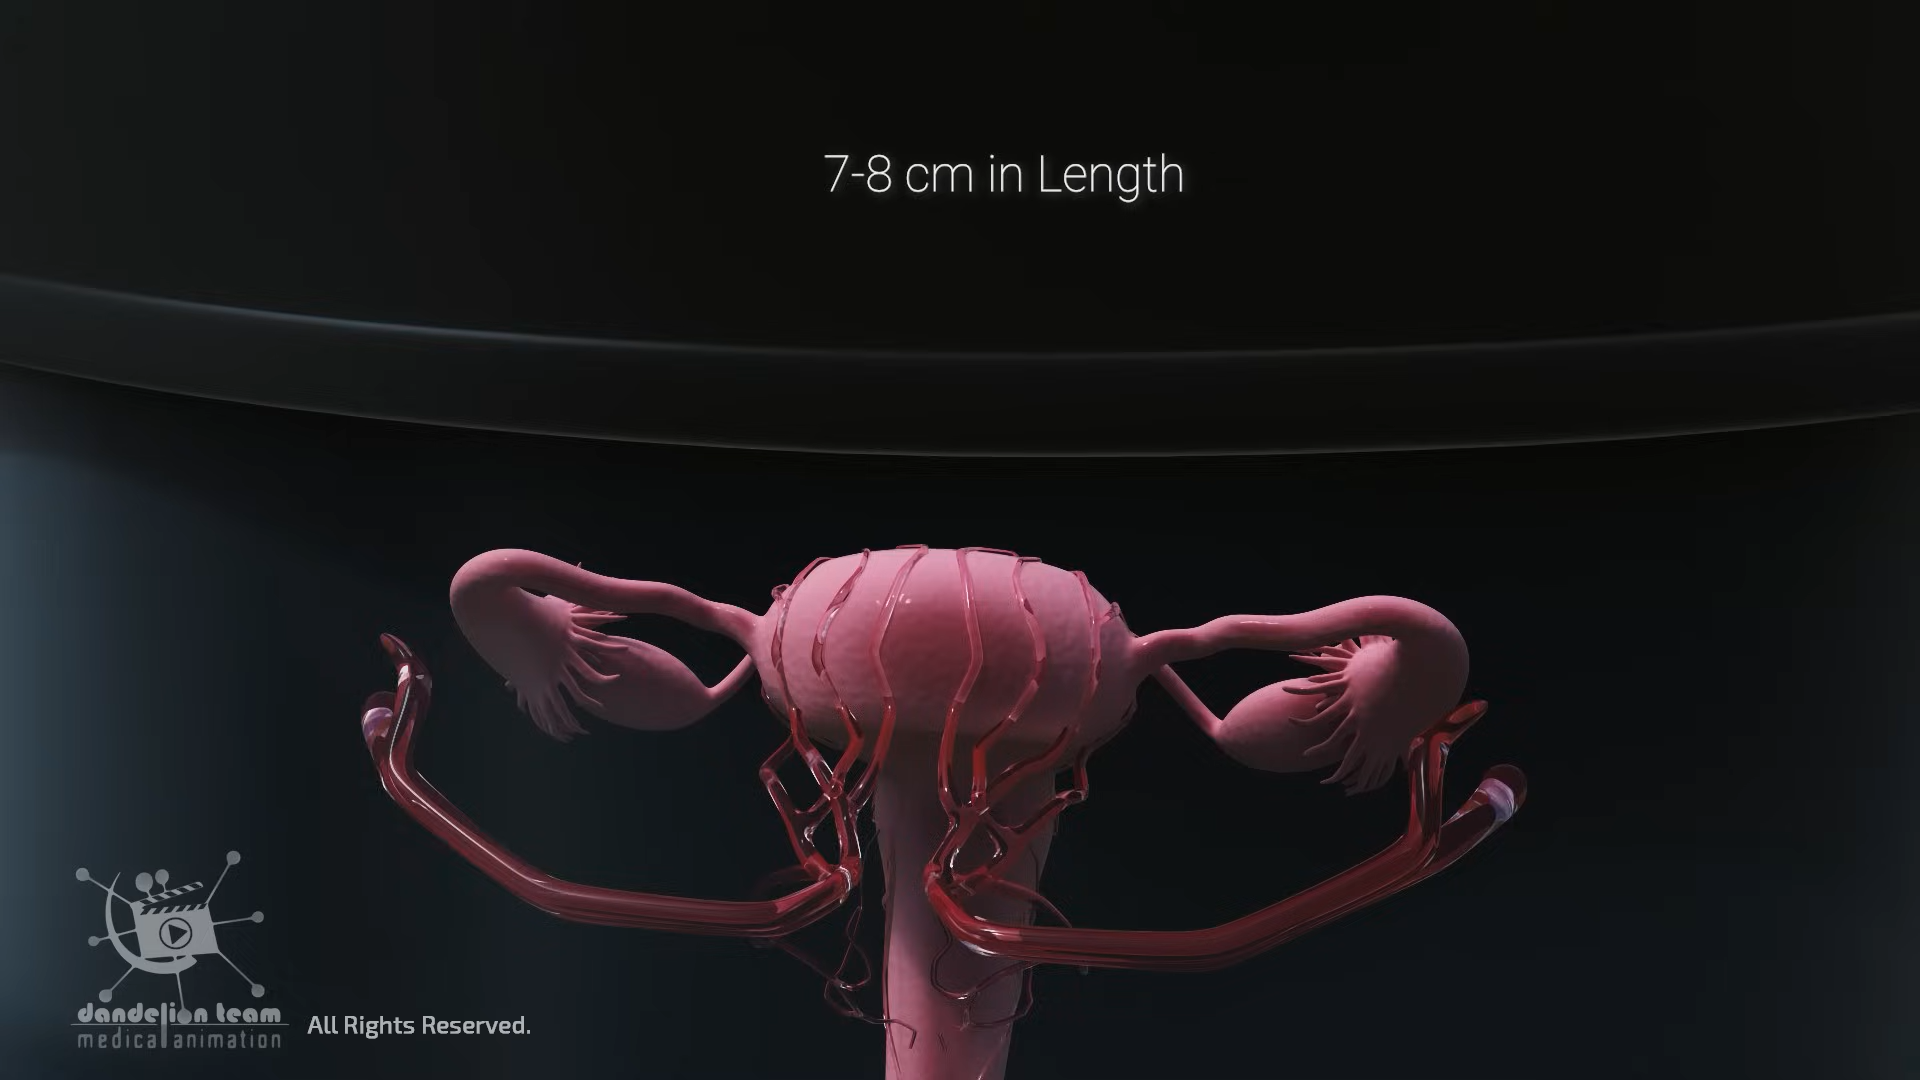 7-8 cm in Length
dandelion team
medical animation
All Rights Reserved.